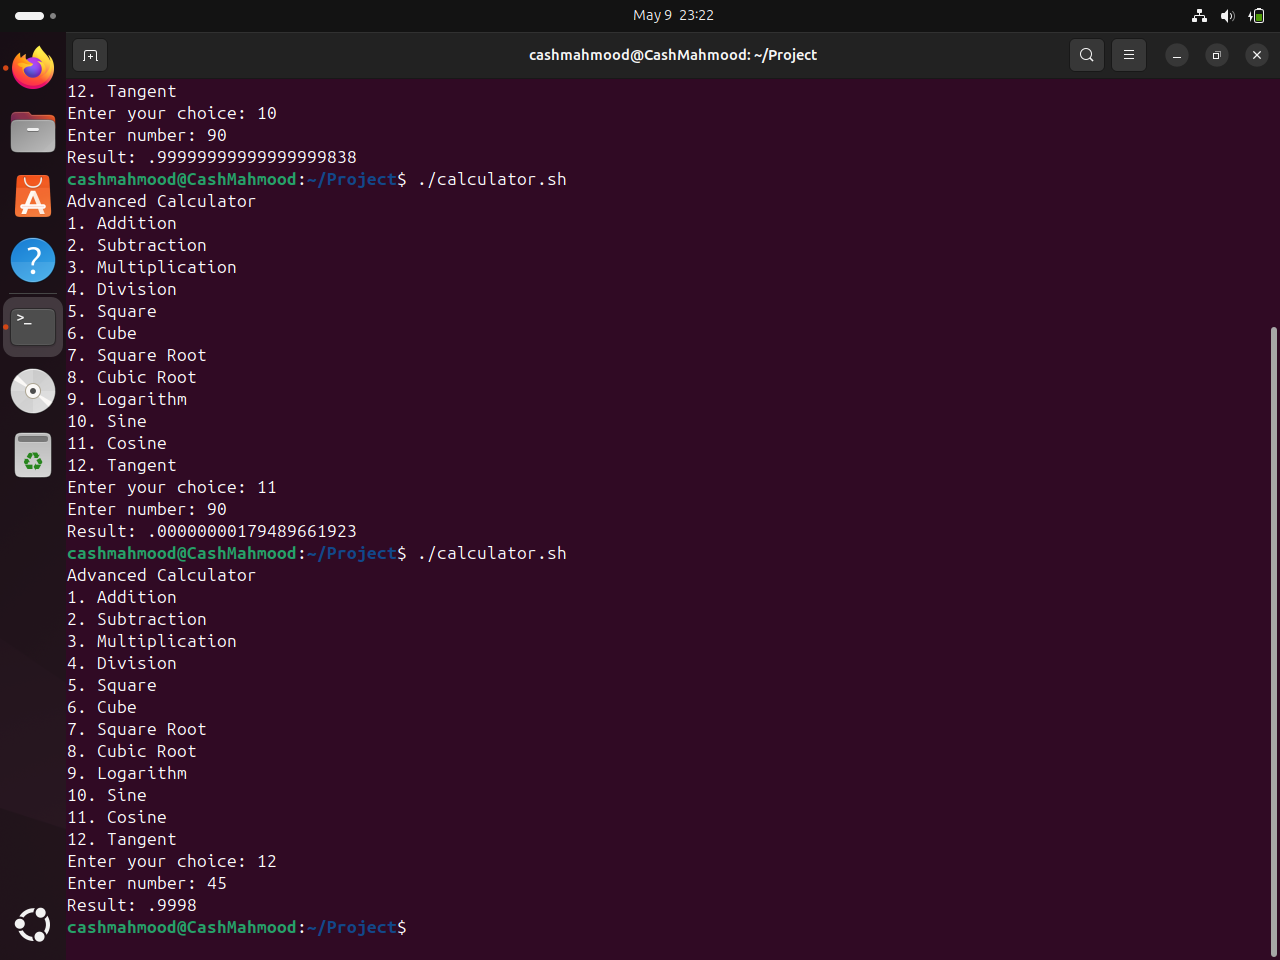 May 9 23:22
cashmahmood@CashMahmood: ~/Project
12. Tangent
Enter your choice: 10
Enter number: 90
Result: .99999999999999999838
cashmahmood@CashMahmood:~/Project$ ./calculator.sh
Advanced Calculator
1. Addition
2. Subtraction
3. Multiplication
4. Division
5. Square
6. Cube
7. Square Root
8. Cubic Root
9. Logarithm
10. Sine
11. Cosine
12. Tangent
Enter your choice: 11
Enter number: 90
Result: .00000000179489661923
cashmahmood@CashMahmood:~/Project$ ./calculator.sh
Advanced Calculator
1. Addition
2. Subtraction
3. Multiplication
4. Division
5. Square
6. Cube
7. Square Root
8. Cubic Root
9. Logarithm
10. Sine
11. Cosine
12. Tangent
Enter your choice: 12
Enter number: 45
Result: .9998
cashmahmood@CashMahmood:~/Project$